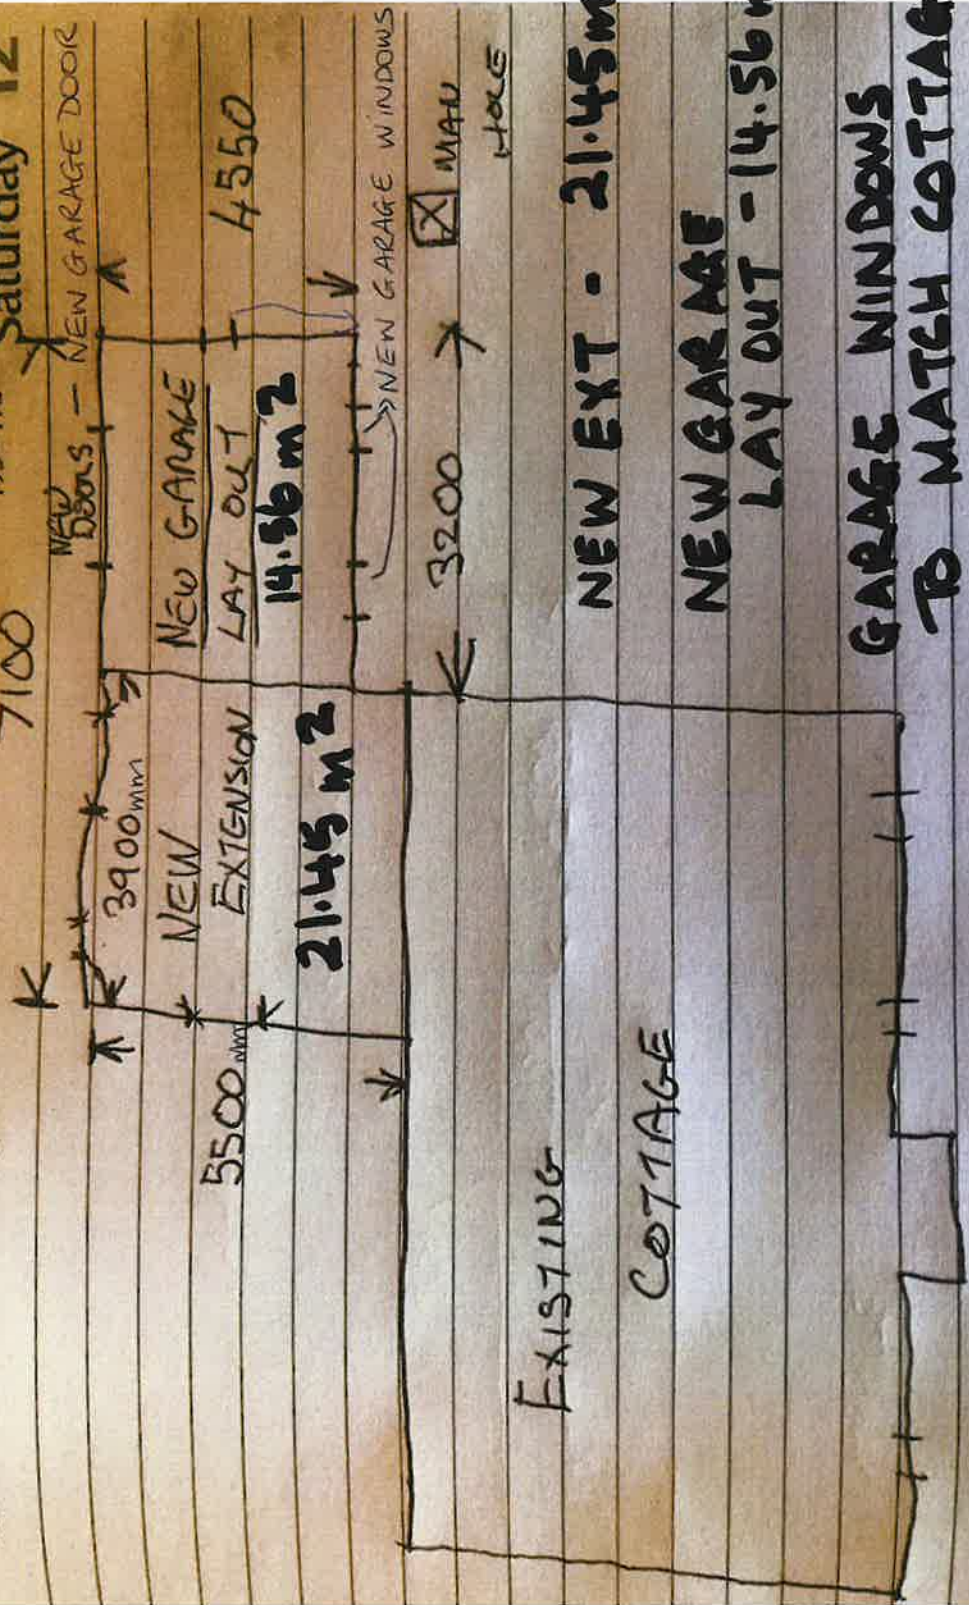 Saturday 12
7100
NEW DOORS – NEW GARAGE DOOR
3900mm
NEW
EXTENSION
21.45 m2
5500mm
NEW GARAGE
LAY OUT
14.56 m2
4550
NEW GARAGE WINDOWS
3200
MAN
HOLE
EXISTING
COTTAGE
NEW EXT - 21.45m
NEW GARAGE
LAY OUT - 14.56
GARAGE WINDOWS
TO MATCH COTTAG